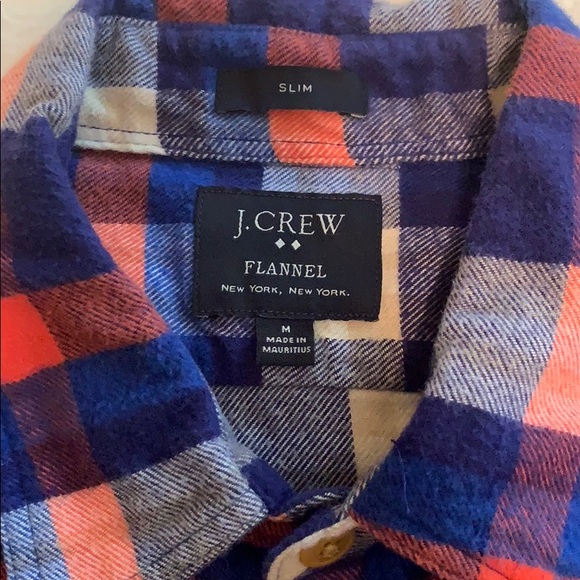 SLIM
J.CREW
FLANNEL
NEW YORK, NEW YORK.
M
MADE IN
MAURITIUS